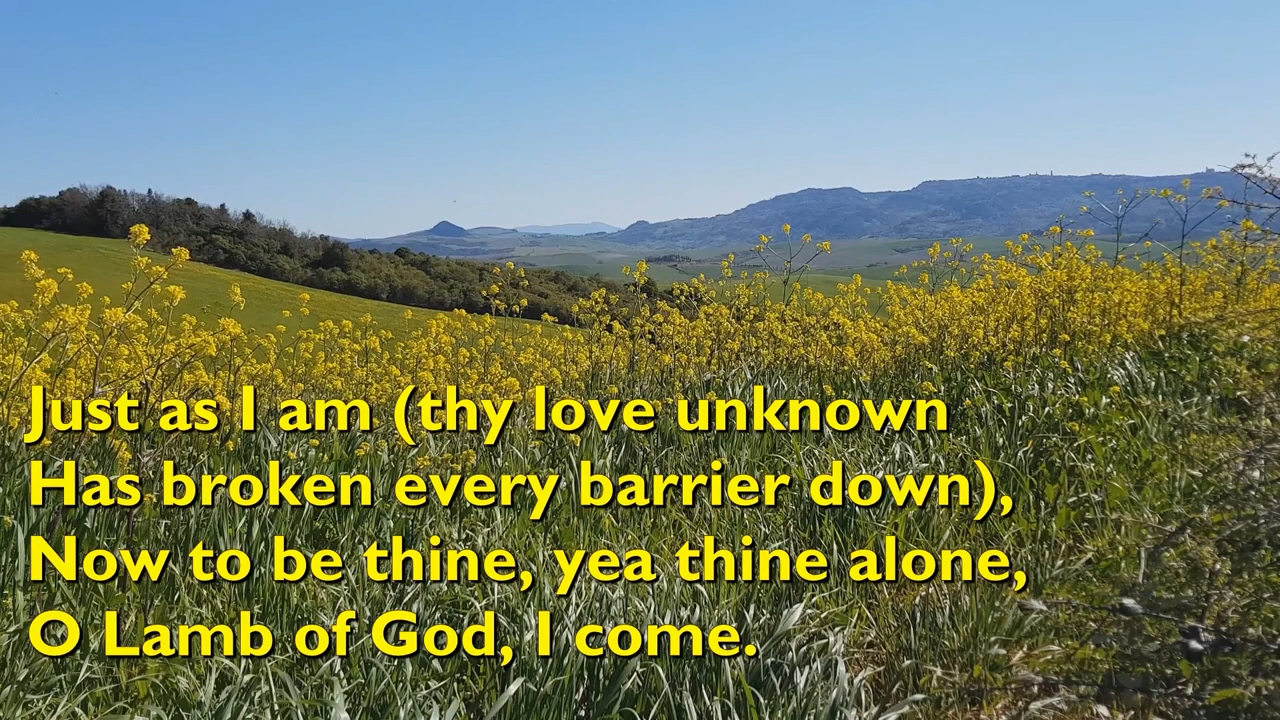 Just as I am (thy love unknown
Has broken every barrier down),
Now to be thine, yea thine alone,
O Lamb of God, I come.